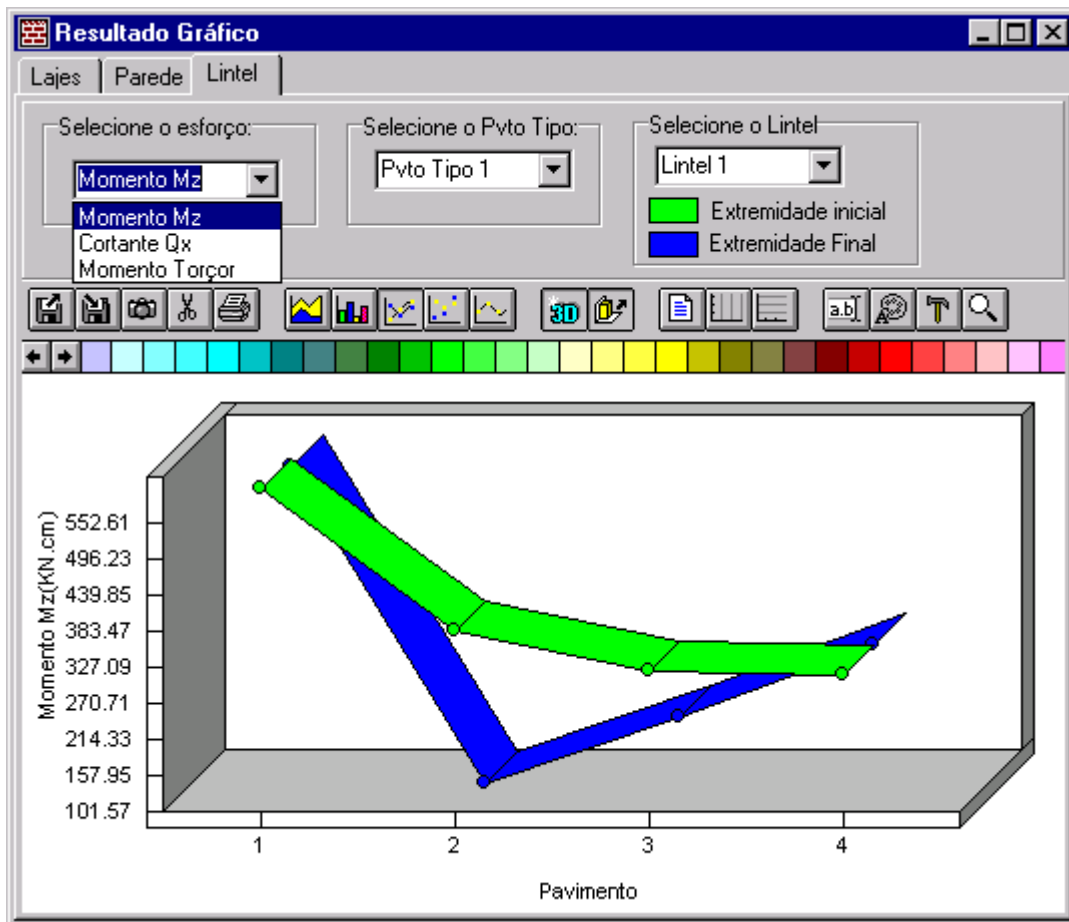 Resultado Gráfico
Lajes Parede Lintel
Selecione o esforço: Selecione o Pvto Tipo: Selecione o Lintel
Momento Mz Pvto Tipo 1 Lintel 1
Momento Mz
Cortante Qx
Momento Torçor
Extremidade inicial
Extremidade Final
3D a.b A
Momento Mz(KN.cm)
552.61
496.23
439.85
383.47
327.09
270.71
214.33
157.95
101.57
1 2 3 4
Pavimento